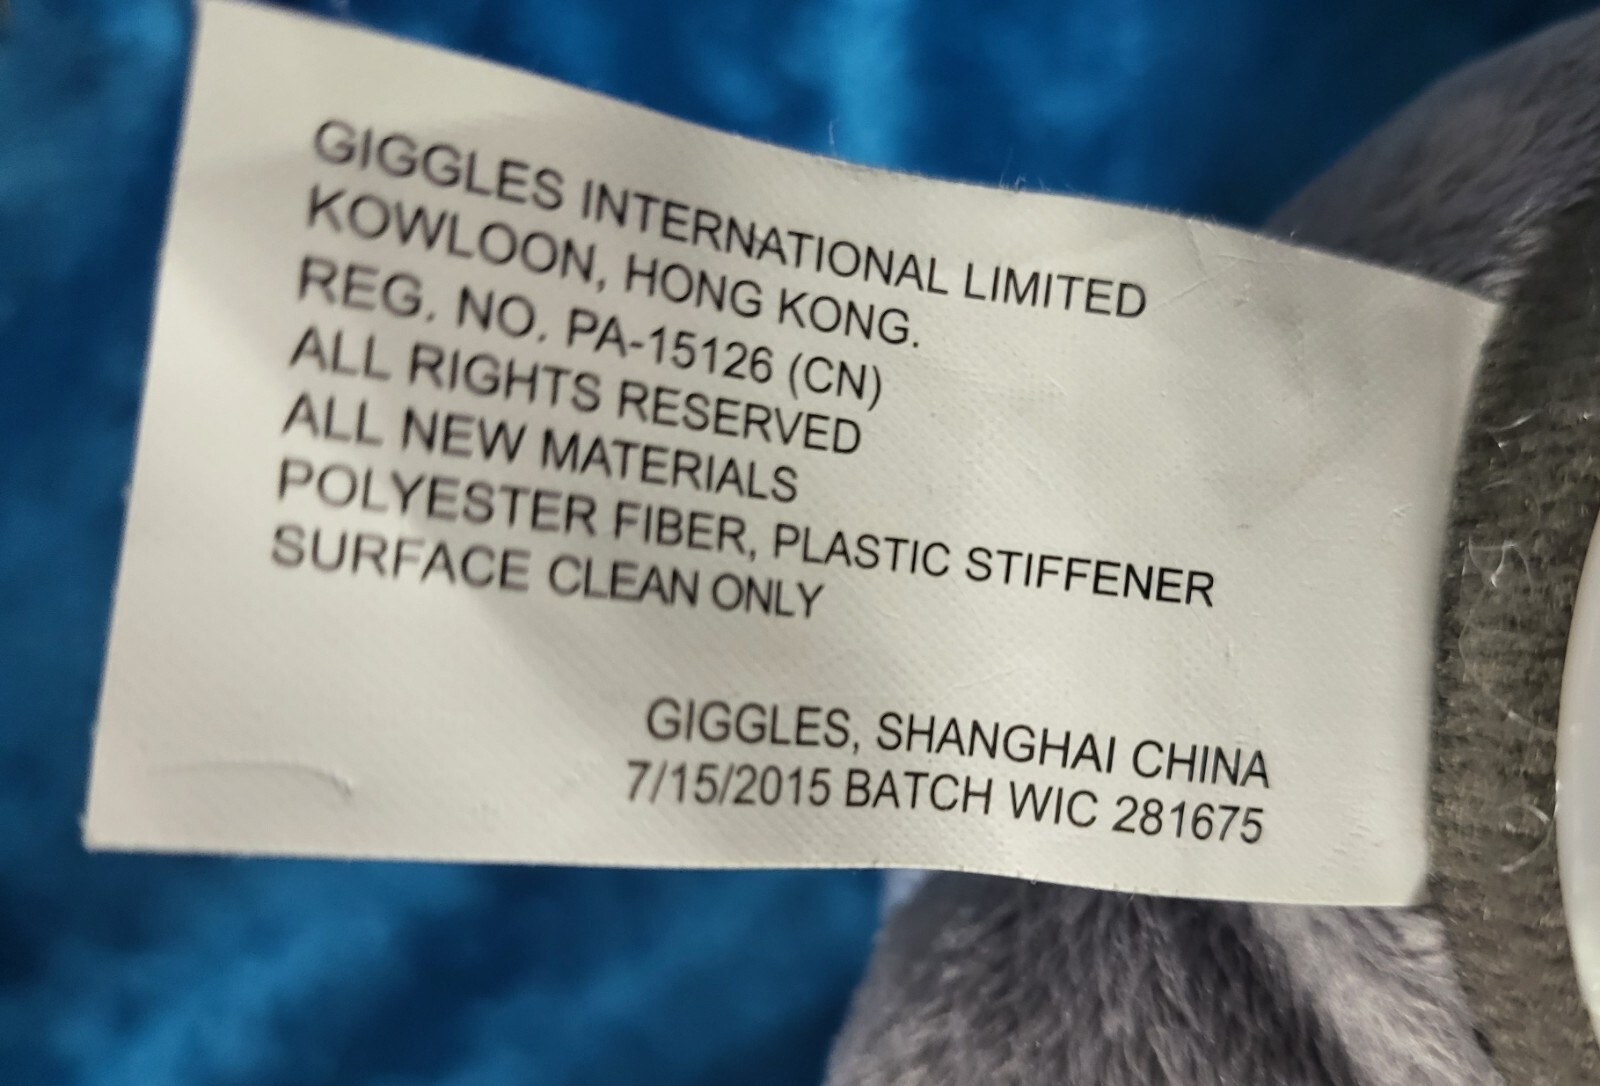 GIGGLES INTERNATIONAL LIMITED
KOWLOON, HONG KONG.
REG. NO. PA-15126 (CN)
ALL RIGHTS RESERVED
ALL NEW MATERIALS
POLYESTER FIBER, PLASTIC STIFFENER
SURFACE CLEAN ONLY
GIGGLES, SHANGHAI CHINA
7/15/2015 BATCH WIC 281675